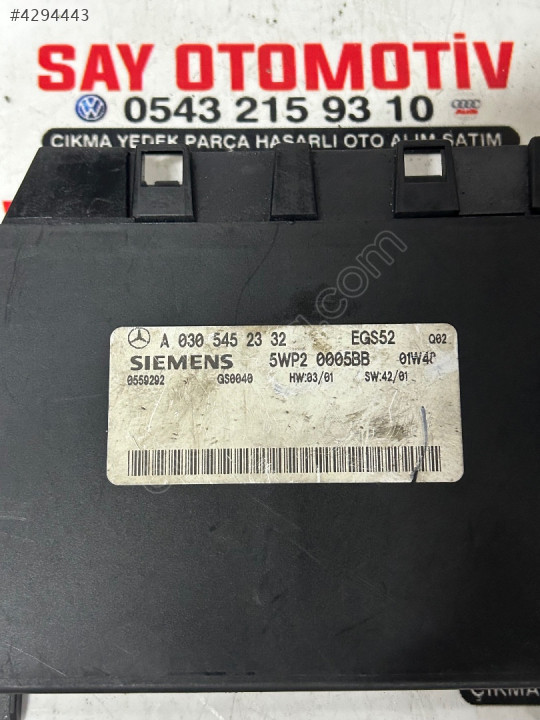 #4294443
SAY OTOMOTİV
0543 215 93 10
ÇIKMA YEDEK PARÇA HASARLI OTO ALIM SATIM
A 030 545 23 32 EGS52 Q02
SIEMENS 5WP2 0005BB 01W48
0559292 GS0040 HW:03/01 SW:42/01